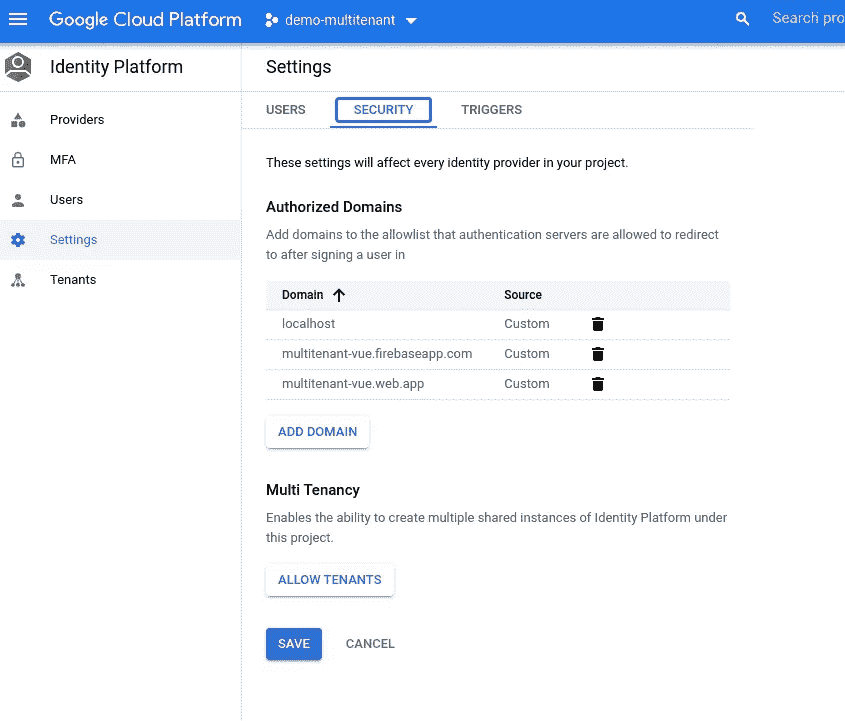 Google Cloud Platform demo-multitenant Search pro
Identity Platform
Settings
Providers
MFA
Users
Settings
Tenants
USERS SECURITY TRIGGERS
These settings will affect every identity provider in your project.
Authorized Domains
Add domains to the allowlist that authentication servers are allowed to redirect
to after signing a user in
Domain Source
localhost Custom
multitenant-vue.firebaseapp.com Custom
multitenant-vue.web.app Custom
ADD DOMAIN
Multi Tenancy
Enables the ability to create multiple shared instances of Identity Platform under
this project.
ALLOW TENANTS
SAVE CANCEL